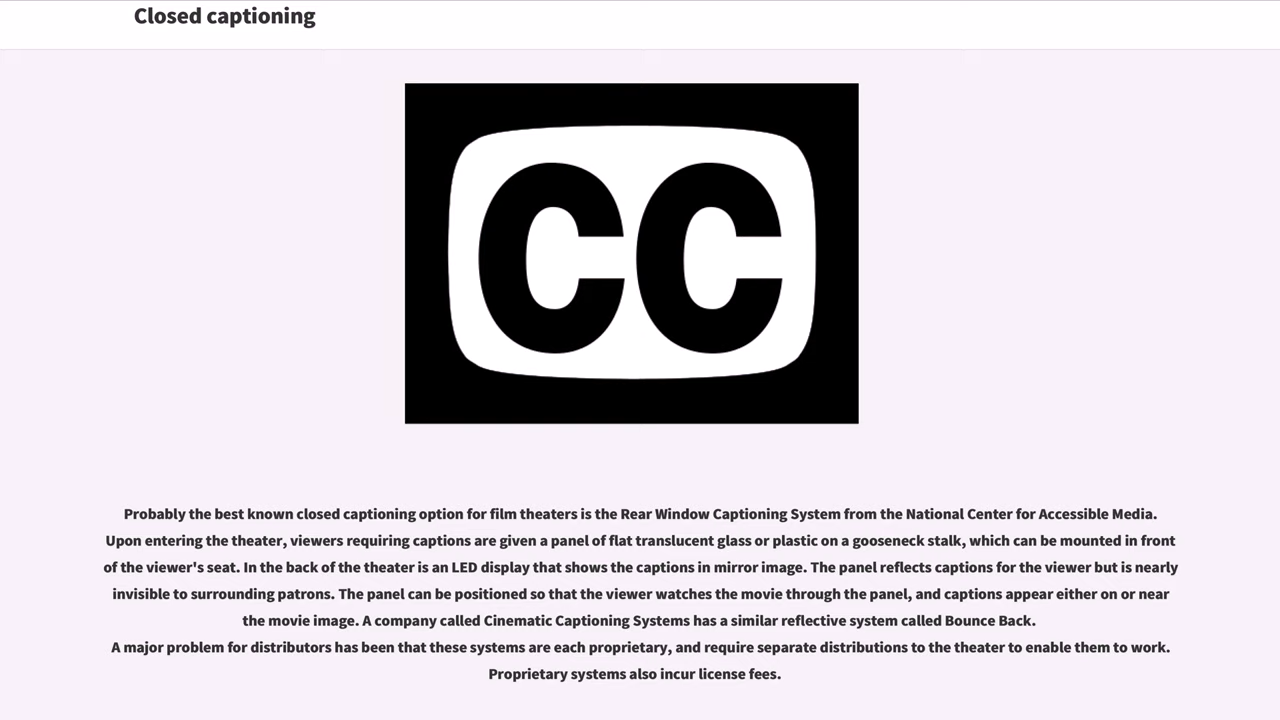 Closed captioning
CC
Probably the best known closed captioning option for film theaters is the Rear Window Captioning System from the National Center for Accessible Media.
Upon entering the theater, viewers requiring captions are given a panel of flat translucent glass or plastic on a gooseneck stalk, which can be mounted in front
of the viewer's seat. In the back of the theater is an LED display that shows the captions in mirror image. The panel reflects captions for the viewer but is nearly
invisible to surrounding patrons. The panel can be positioned so that the viewer watches the movie through the panel, and captions appear either on or near
the movie image. A company called Cinematic Captioning Systems has a similar reflective system called Bounce Back.
A major problem for distributors has been that these systems are each proprietary, and require separate distributions to the theater to enable them to work.
Proprietary systems also incur license fees.